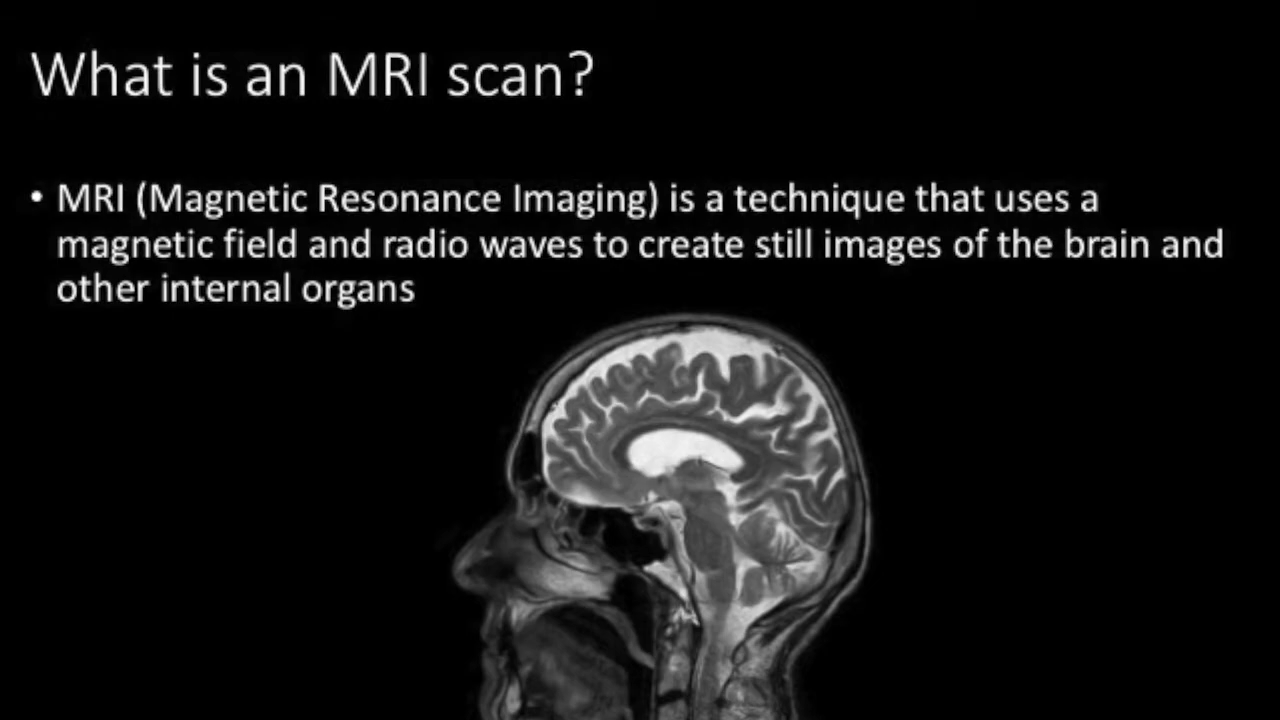 What is an MRI scan?
• MRI (Magnetic Resonance Imaging) is a technique that uses a
magnetic field and radio waves to create still images of the brain and
other internal organs